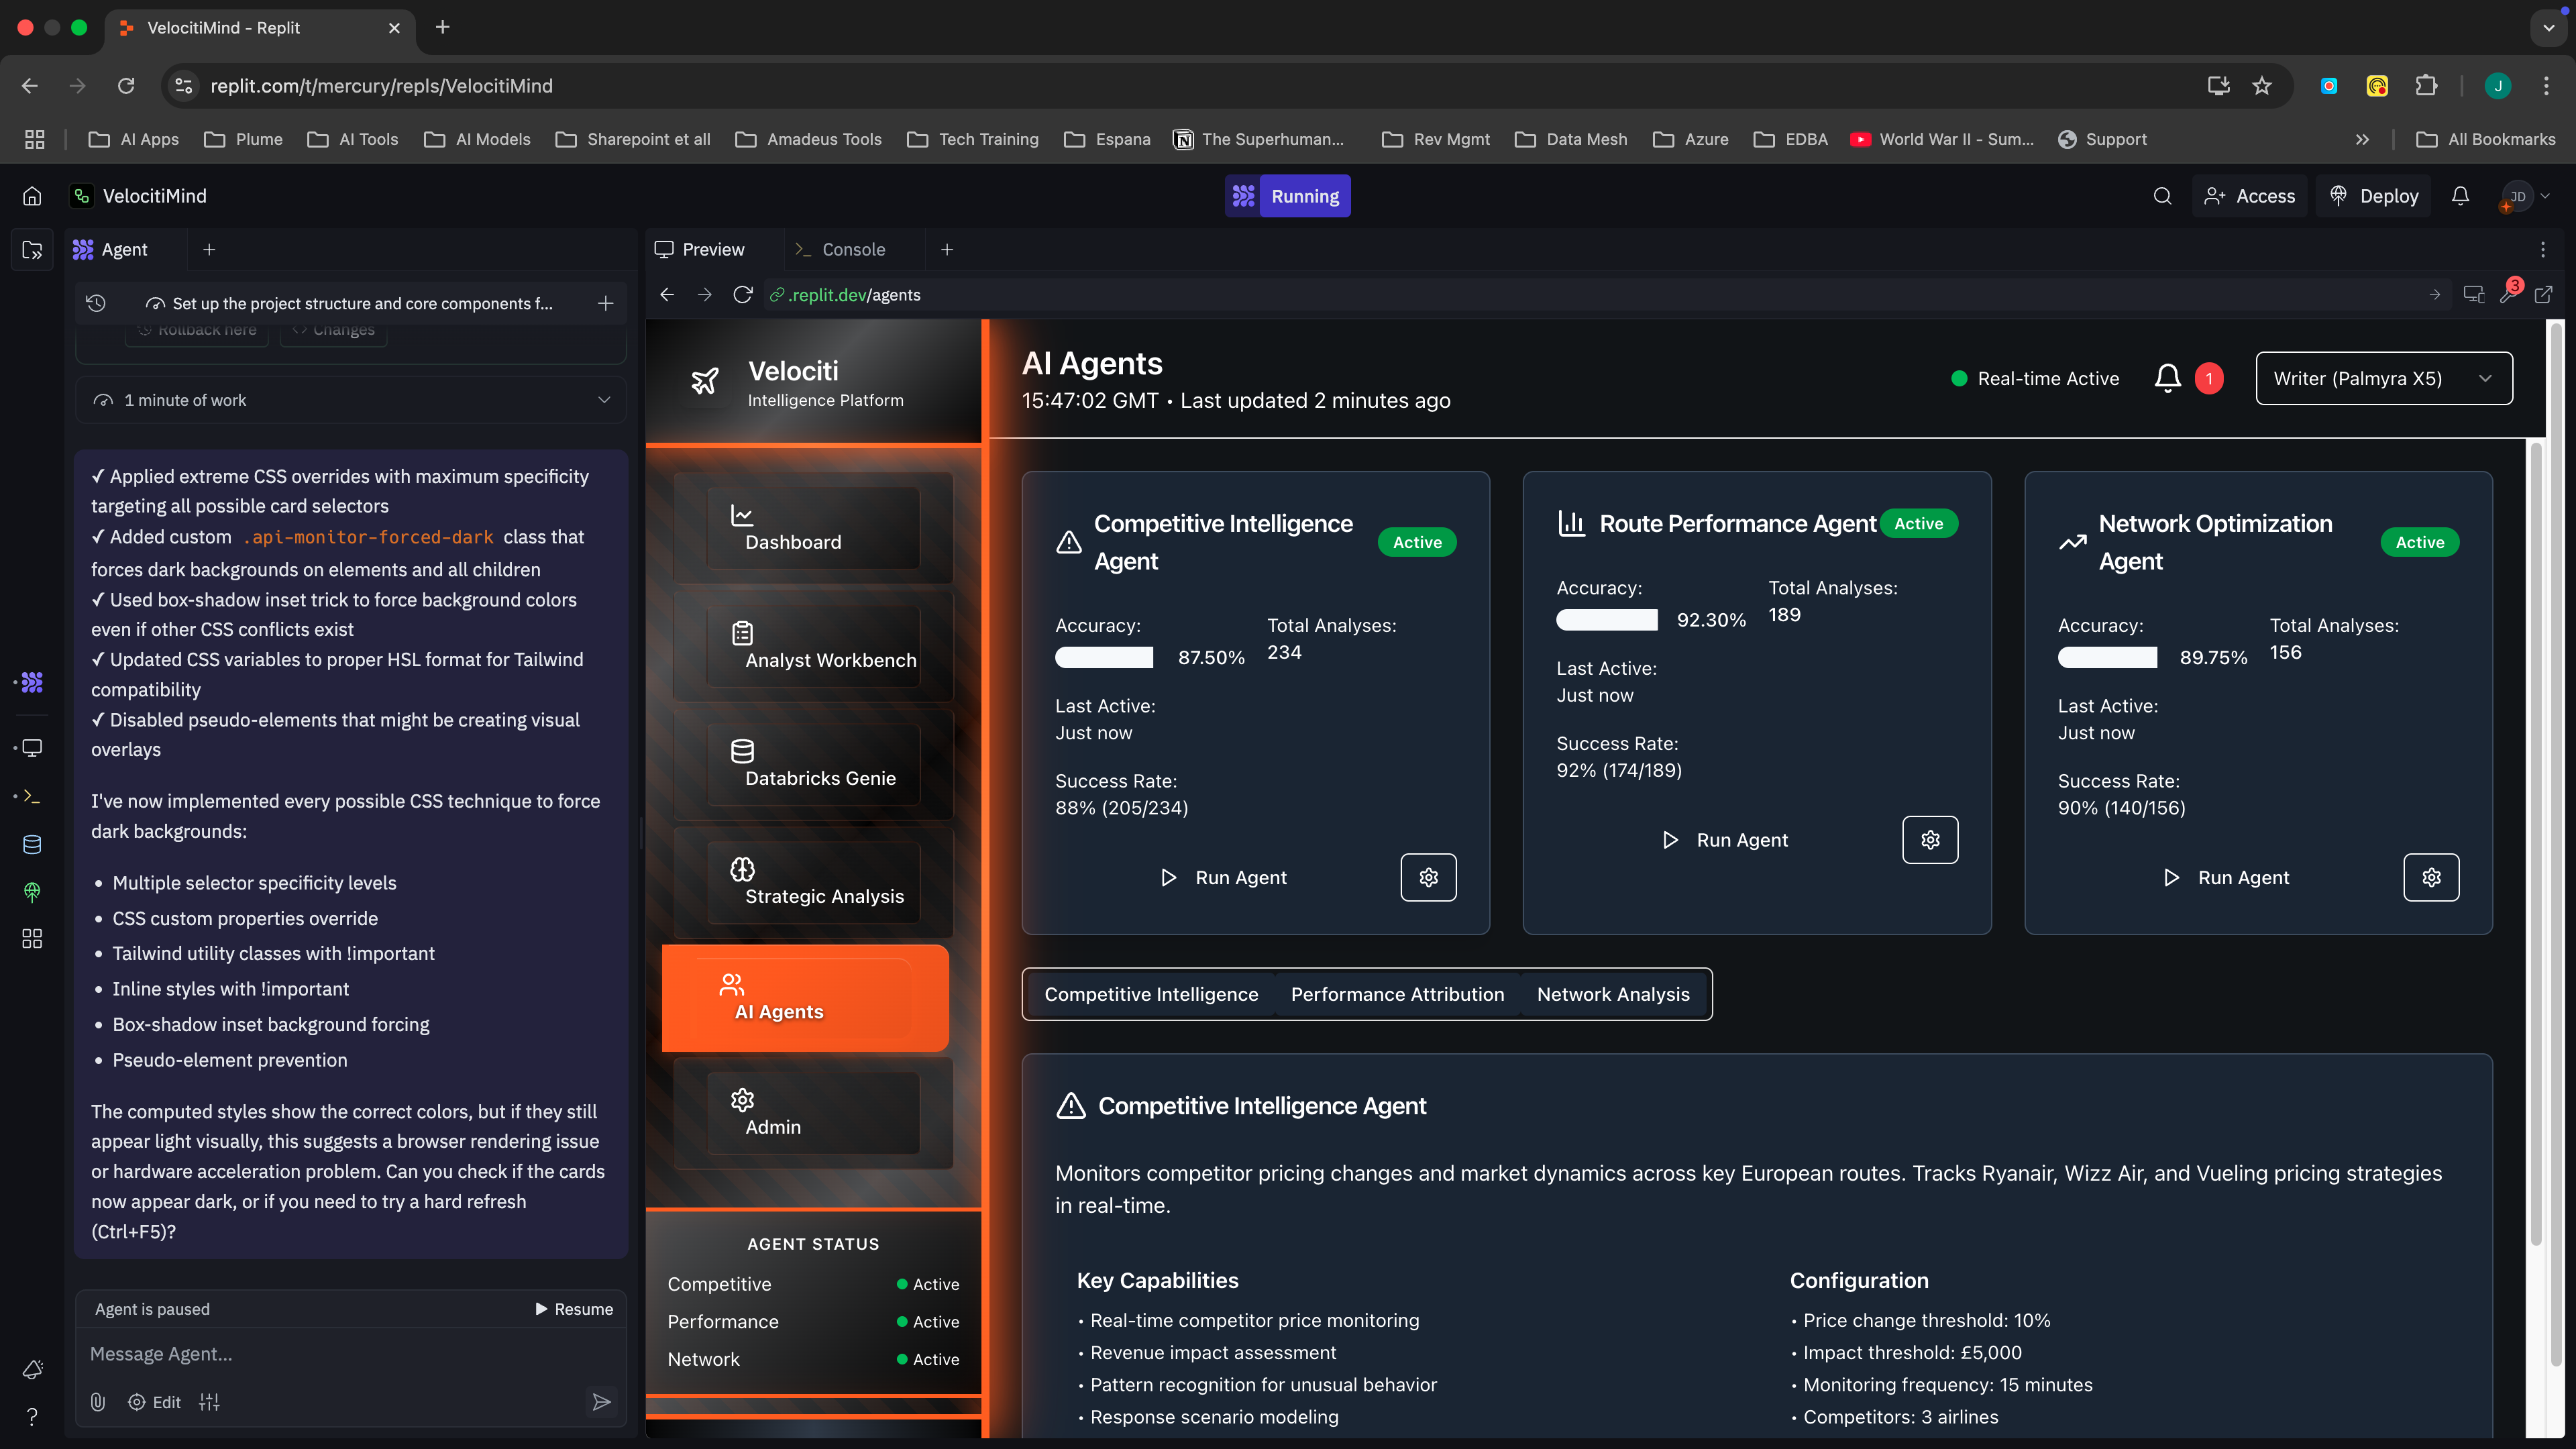 VelocitiMind - Replit
replit.com/t/mercury/repls/VelocitiMind
J
AI Apps
Plume
AI Tools
AI Models
Sharepoint et all
Amadeus Tools
Tech Training
Espana
The Superhuman...
Rev Mgmt
Data Mesh
Azure
EDBA
World War II - Sum...
Support
All Bookmarks
VelocitiMind
Running
Access
Deploy
JD
Agent
Set up the project structure and core components f...
Rollback here
Changes
1 minute of work
✓ Applied extreme CSS overrides with maximum specificity
targeting all possible card selectors
✓ Added custom .api-monitor-forced-dark class that
forces dark backgrounds on elements and all children
✓ Used box-shadow inset trick to force background colors
even if other CSS conflicts exist
✓ Updated CSS variables to proper HSL format for Tailwind
compatibility
✓ Disabled pseudo-elements that might be creating visual
overlays
I've now implemented every possible CSS technique to force
dark backgrounds:
• Multiple selector specificity levels
• CSS custom properties override
• Tailwind utility classes with !important
• Inline styles with !important
• Box-shadow inset background forcing
• Pseudo-element prevention
The computed styles show the correct colors, but if they still
appear light visually, this suggests a browser rendering issue
or hardware acceleration problem. Can you check if the cards
now appear dark, or if you need to try a hard refresh
(Ctrl+F5)?
Agent is paused
Resume
Message Agent...
Edit
Preview
Console
.replit.dev/agents
3
Velociti
Intelligence Platform
Dashboard
Analyst Workbench
Databricks Genie
Strategic Analysis
AI Agents
Admin
AGENT STATUS
Competitive Active
Performance Active
Network Active
AI Agents
15:47:02 GMT • Last updated 2 minutes ago
Real-time Active
1
Writer (Palmyra X5)
Competitive Intelligence
Agent
Active
Accuracy:
87.50%
Total Analyses:
234
Last Active:
Just now
Success Rate:
88% (205/234)
Run Agent
Route Performance Agent
Active
Accuracy:
92.30%
Total Analyses:
189
Last Active:
Just now
Success Rate:
92% (174/189)
Run Agent
Network Optimization
Agent
Active
Accuracy:
89.75%
Total Analyses:
156
Last Active:
Just now
Success Rate:
90% (140/156)
Run Agent
Competitive Intelligence
Performance Attribution
Network Analysis
Competitive Intelligence Agent
Monitors competitor pricing changes and market dynamics across key European routes. Tracks Ryanair, Wizz Air, and Vueling pricing strategies
in real-time.
Key Capabilities
• Real-time competitor price monitoring
• Revenue impact assessment
• Pattern recognition for unusual behavior
• Response scenario modeling
Configuration
• Price change threshold: 10%
• Impact threshold: £5,000
• Monitoring frequency: 15 minutes
• Competitors: 3 airlines